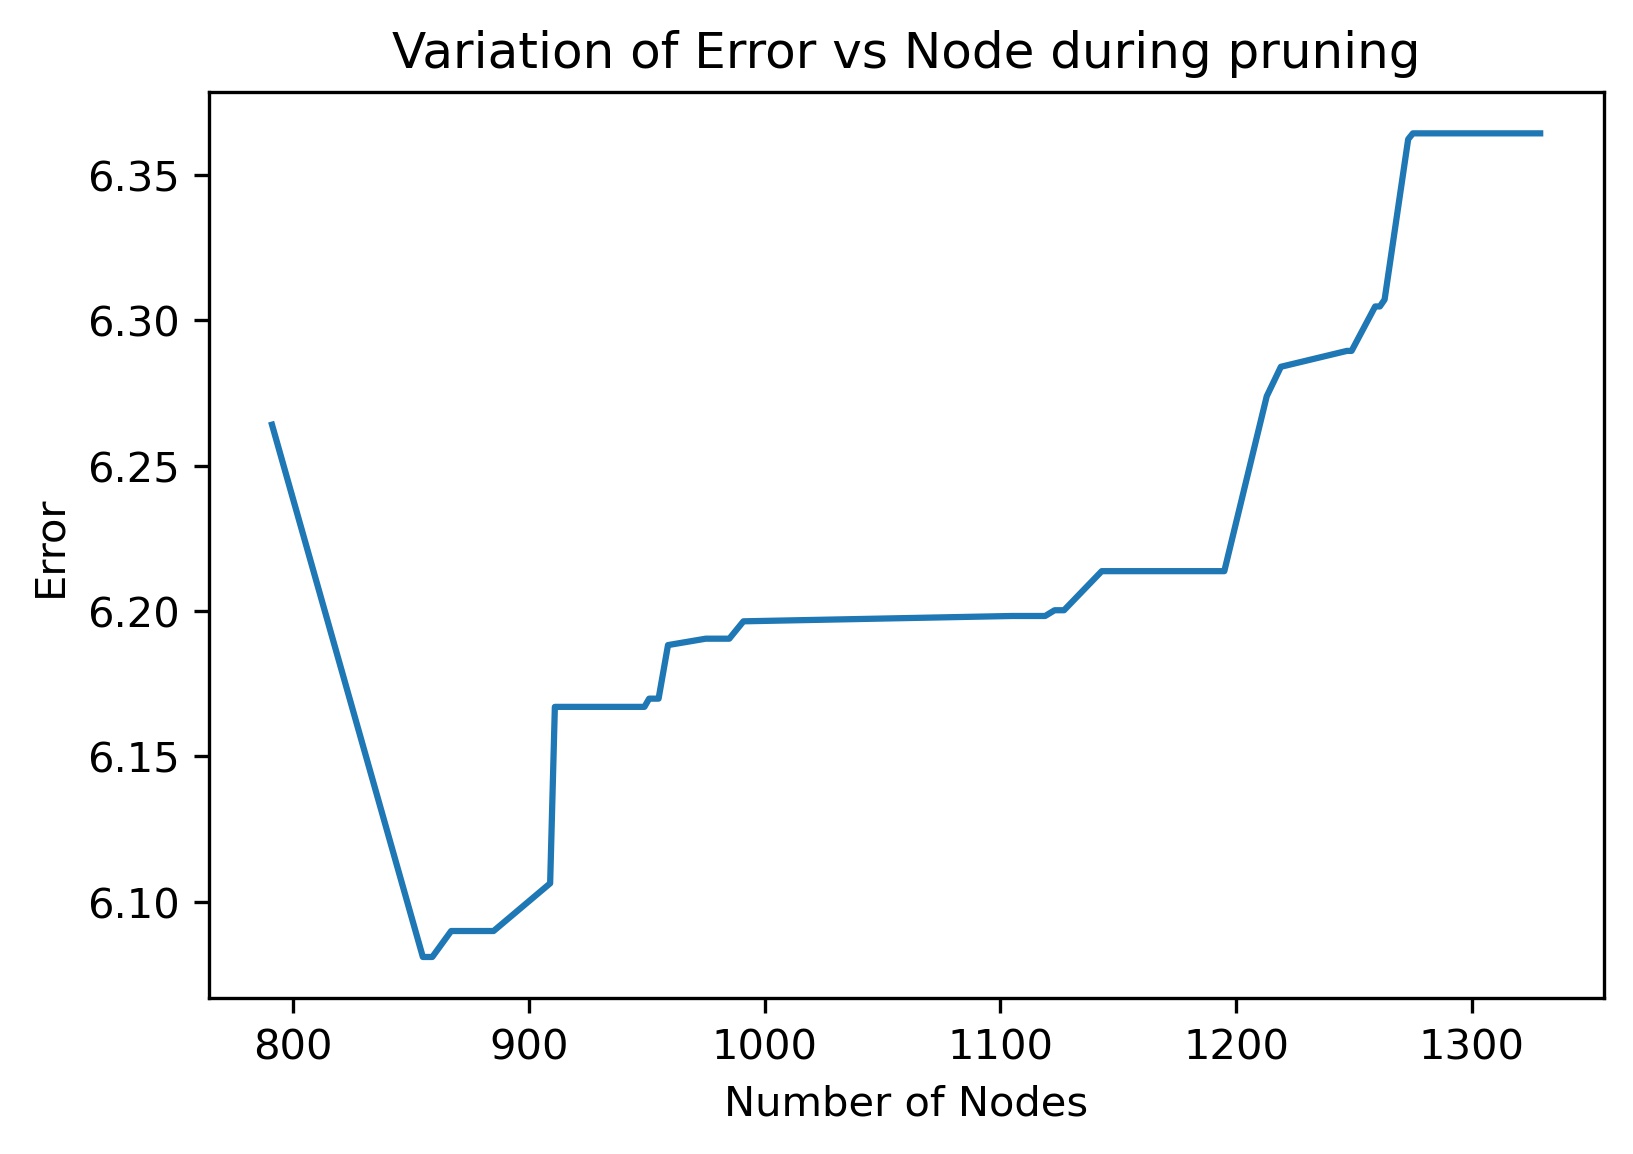 Variation of Error vs Node during pruning
6.35
6.30
6.25
6.20
6.15
6.10
Error
800 900 1000 1100 1200 1300
Number of Nodes